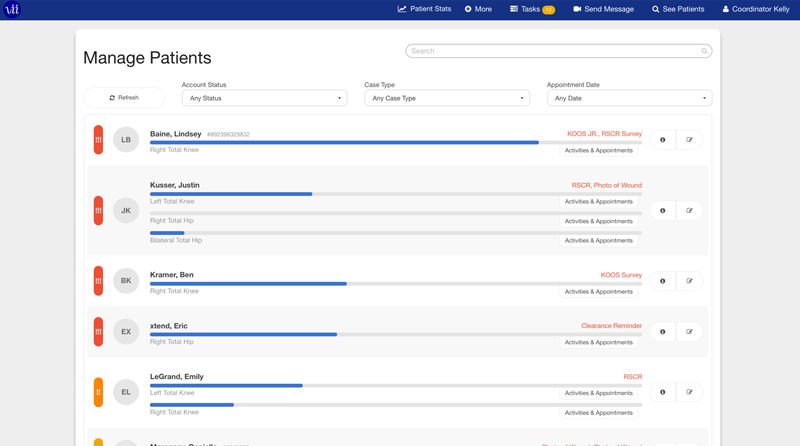 vii
Patient Stats More Tasks Send Message See Patients Coordinator Kelly
Manage Patients
Search
Refresh
Account Status
Any Status
Case Type
Any Case Type
Appointment Date
Any Date
!!! LB Baine, Lindsey #892398329832 KOOS JR., RSCR Survey
Right Total Knee Activities & Appointments
Kusser, Justin RSCR, Photo of Wound
Left Total Knee Activities & Appointments
!!! JK
Right Total Hip Activities & Appointments
Bilateral Total Hip Activities & Appointments
!!! BK Kramer, Ben KOOS Survey
Right Total Knee Activities & Appointments
!!! EX xtend, Eric Clearance Reminder
Right Total Hip Activities & Appointments
LeGrand, Emily RSCR
!! EL Left Total Knee Activities & Appointments
Right Total Knee Activities & Appointments